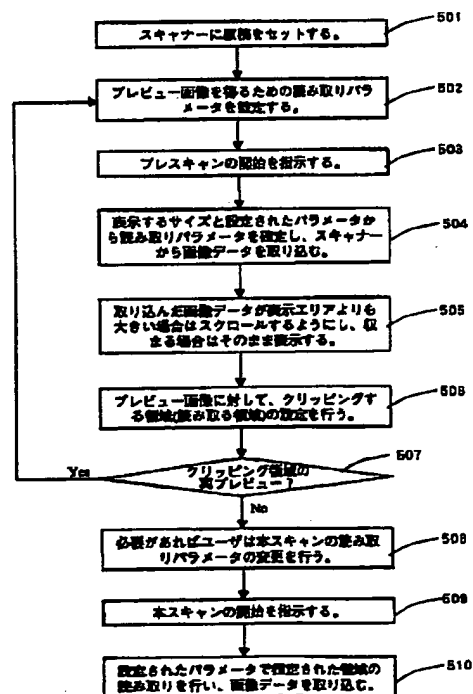 501
スキャナーに原稿をセットする。
502
プレビュー画像を得るための読み取りパラ
メータを設定する。
503
プレスキャンの開始を指示する。
504
表示するサイズと設定されたパラメータか
ら読み取りパラメータを確定し、スキャナー
から画像データを取り込む。
505
取り込んだ画像データが表示エリアよりも
大きい場合はスクロールするようにし、収
まる場合はそのまま表示する。
506
プレビュー画像に対して、クリッピングす
る領域(読み取る領域)の設定を行う。
507
クリッピング領域の
再プレビュー?
Yes
No
508
必要があればユーザは本スキャンの読み取
りパラメータの変更を行う。
509
本スキャンの開始を指示する。
510
設定されたパラメータで指定された領域の
読み取りを行い、画像データを取り込む。